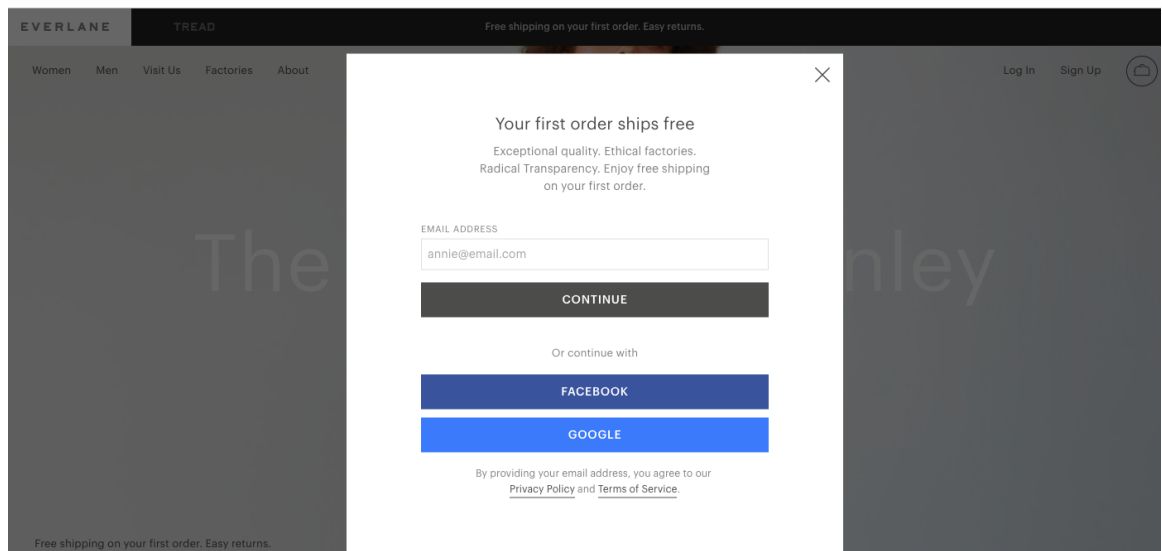 EVERLANE
TREAD
Free shipping on your first order. Easy returns.
Women Men Visit Us Factories About
Log In Sign Up
Your first order ships free
Exceptional quality. Ethical factories.
Radical Transparency. Enjoy free shipping
on your first order.
The nley
EMAIL ADDRESS
annie@email.com
CONTINUE
Or continue with
FACEBOOK
GOOGLE
By providing your email address, you agree to our
Privacy Policy and Terms of Service.
Free shipping on your first order. Easy returns.